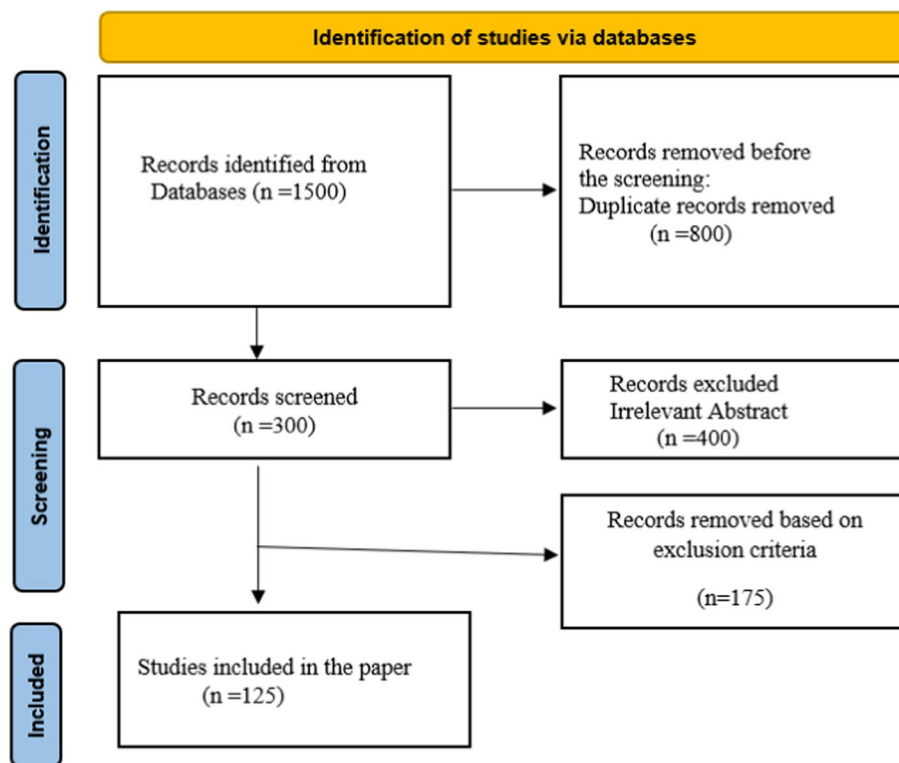 Identification of studies via databases
Identification
Records identified from
Databases (n =1500)
Records removed before
the screening:
Duplicate records removed
(n =800)
Screening
Records screened
(n =300)
Records excluded
Irrelevant Abstract
(n =400)
Records removed based on
exclusion criteria
(n=175)
Included
Studies included in the paper
(n =125)